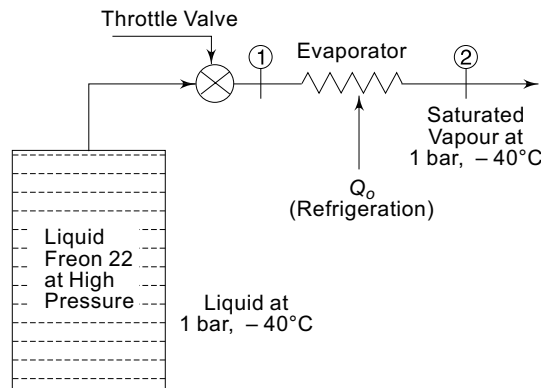 Throttle Valve
1
Evaporator
2
Saturated
Vapour at
1 bar, – 40°C
Qo
(Refrigeration)
Liquid
Freon 22
at High
Pressure
Liquid at
1 bar, – 40°C